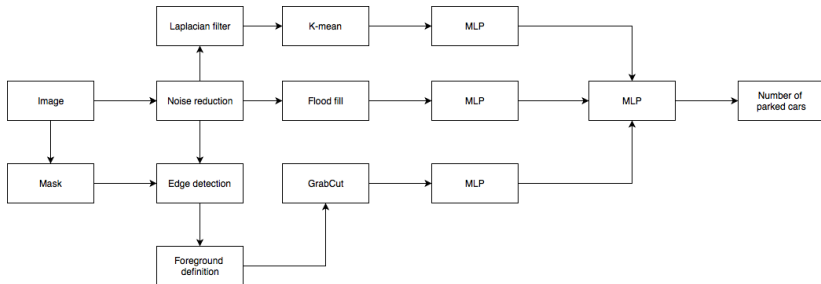 Laplacian filter
K-mean
MLP
Image
Noise reduction
Flood fill
MLP
MLP
Number of
parked cars
Mask
Edge detection
GrabCut
MLP
Foreground
definition